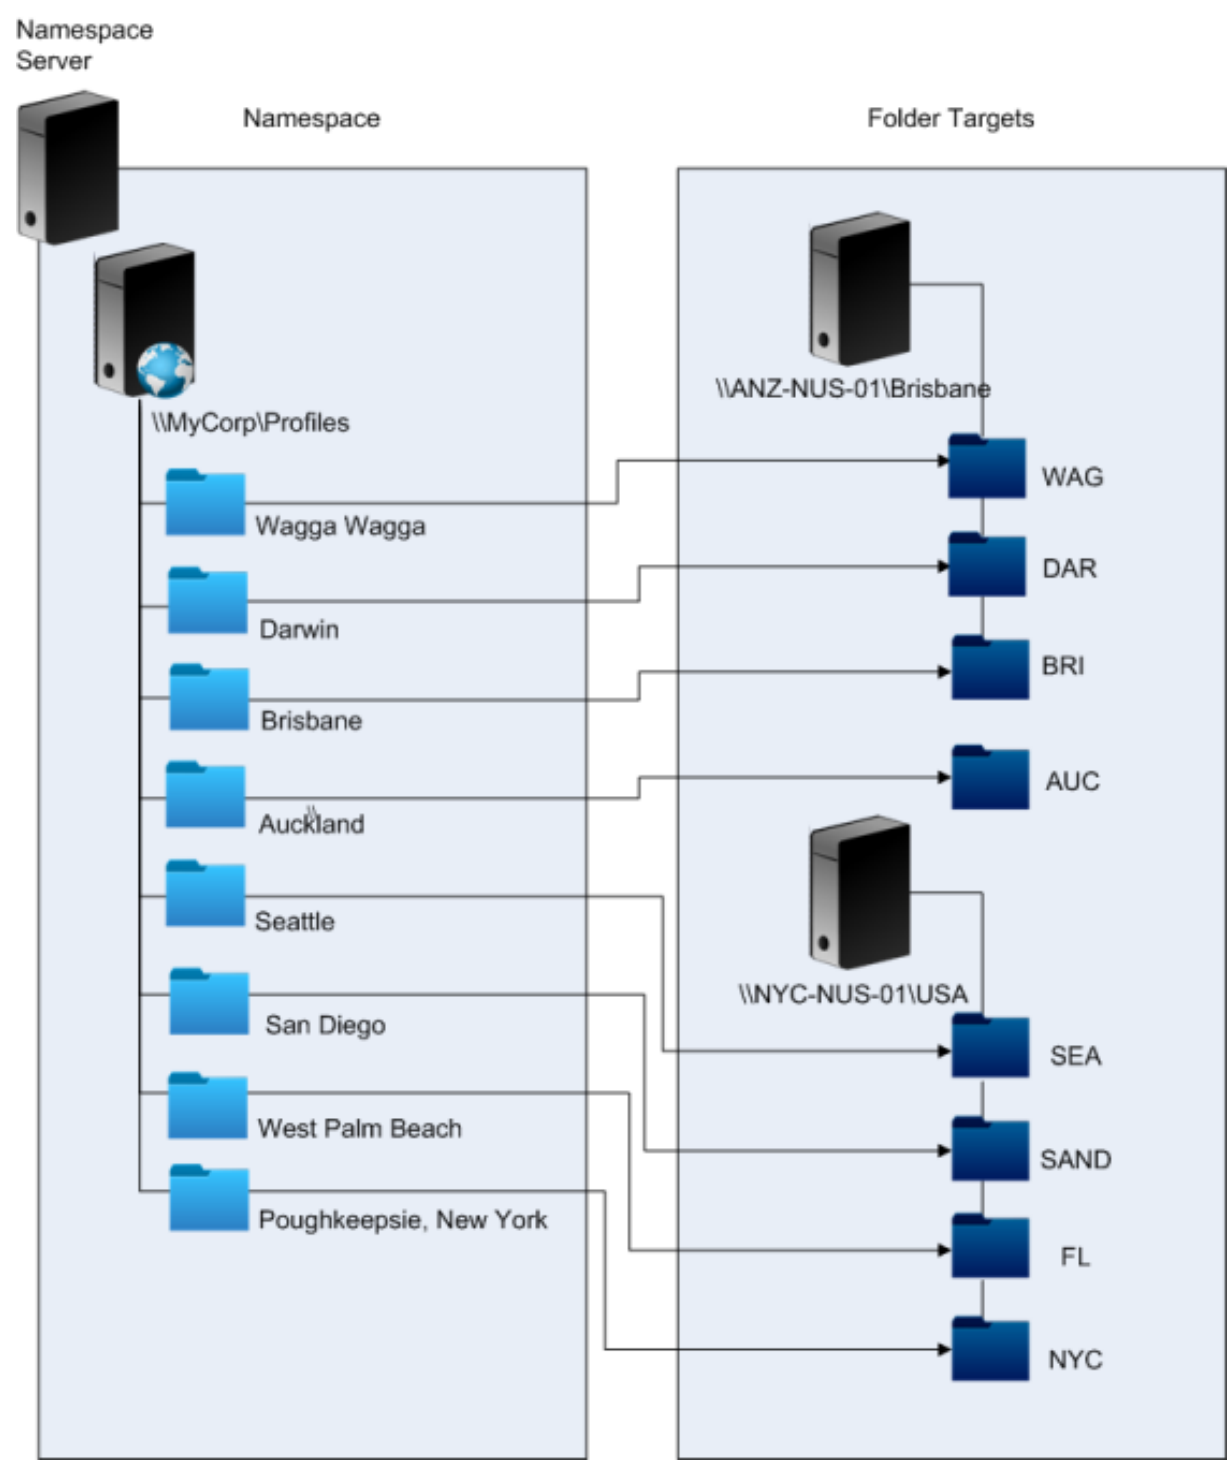 Namespace
Server
Namespace
Folder Targets
\\MyCorp\Profiles
Wagga Wagga
Darwin
Brisbane
\\
Auckland
Seattle
San Diego
West Palm Beach
Poughkeepsie, New York
\\ANZ-NUS-01\Brisbane
WAG
DAR
BRI
AUC
\\NYC-NUS-01\USA
SEA
SAND
FL
NYC